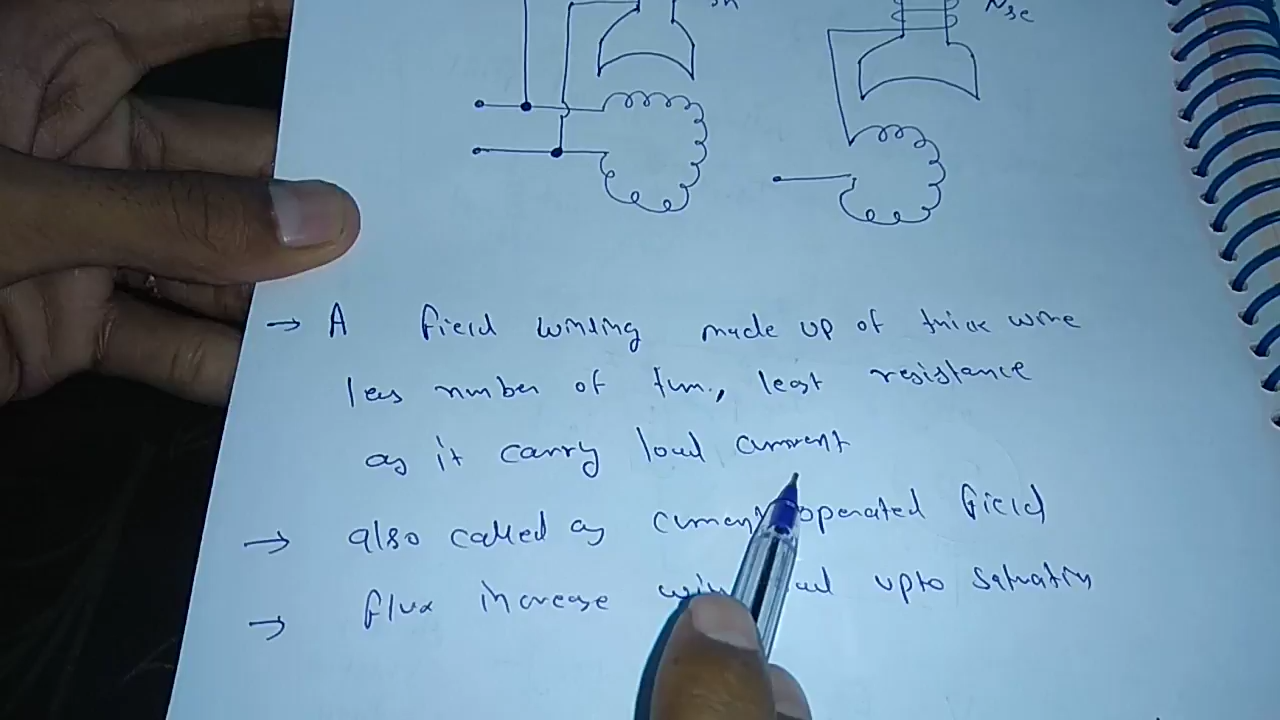 Nse
→ A field winding made up of thick wire
less number of turn., least resistance
as it carry load current
→ also called as current operated field
→ flux increase upto saturation